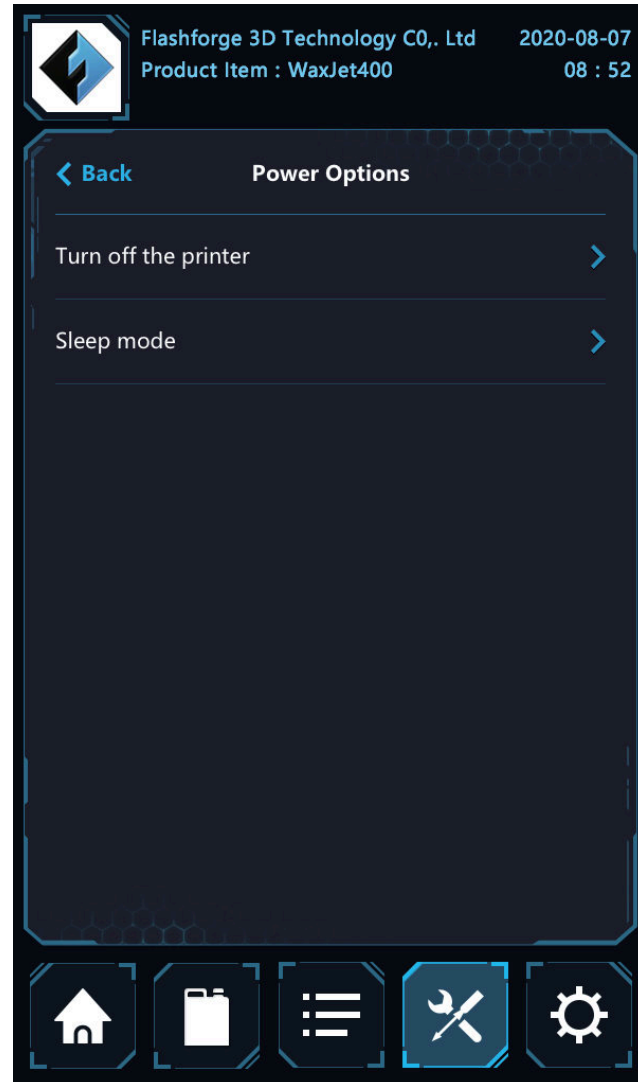 Flashforge 3D Technology C0,. Ltd 2020-08-07
Product Item : WaxJet400 08 : 52
Back Power Options
Turn off the printer
Sleep mode